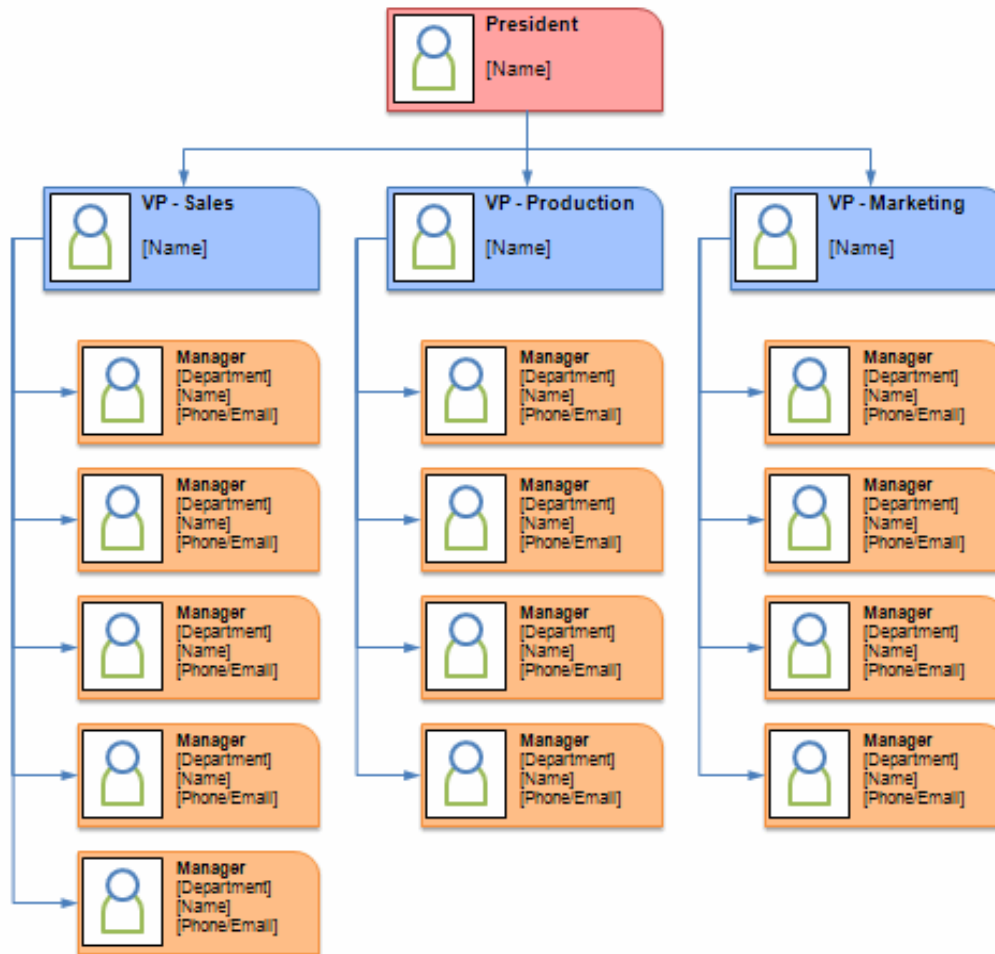 President
[Name]
VP - Sales
[Name]
VP - Production
[Name]
VP - Marketing
[Name]
Manager
[Department]
[Name]
[Phone/Email]
Manager
[Department]
[Name]
[Phone/Email]
Manager
[Department]
[Name]
[Phone/Email]
Manager
[Department]
[Name]
[Phone/Email]
Manager
[Department]
[Name]
[Phone/Email]
Manager
[Department]
[Name]
[Phone/Email]
Manager
[Department]
[Name]
[Phone/Email]
Manager
[Department]
[Name]
[Phone/Email]
Manager
[Department]
[Name]
[Phone/Email]
Manager
[Department]
[Name]
[Phone/Email]
Manager
[Department]
[Name]
[Phone/Email]
Manager
[Department]
[Name]
[Phone/Email]
Manager
[Department]
[Name]
[Phone/Email]